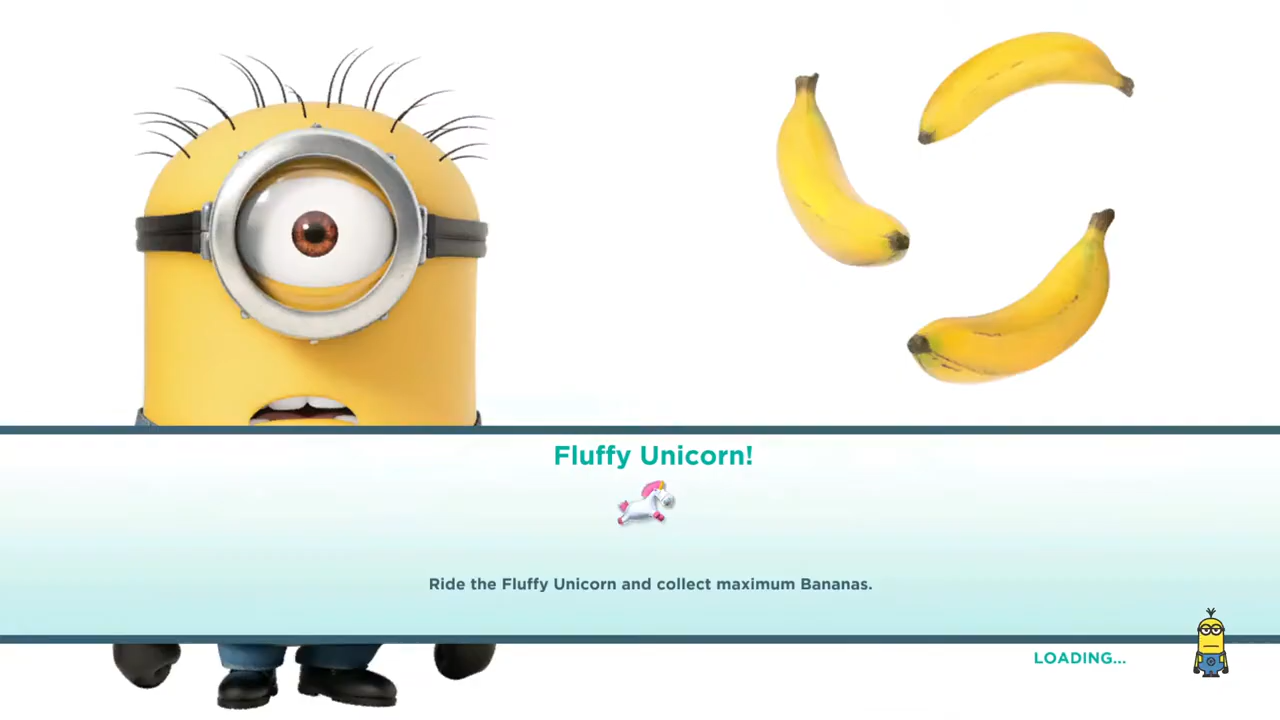 Fluffy Unicorn!
Ride the Fluffy Unicorn and collect maximum Bananas.
LOADING...